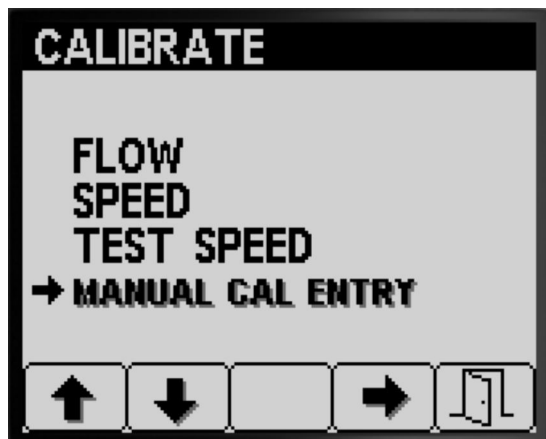 CALIBRATE
FLOW
SPEED
TEST SPEED
MANUAL CAL ENTRY